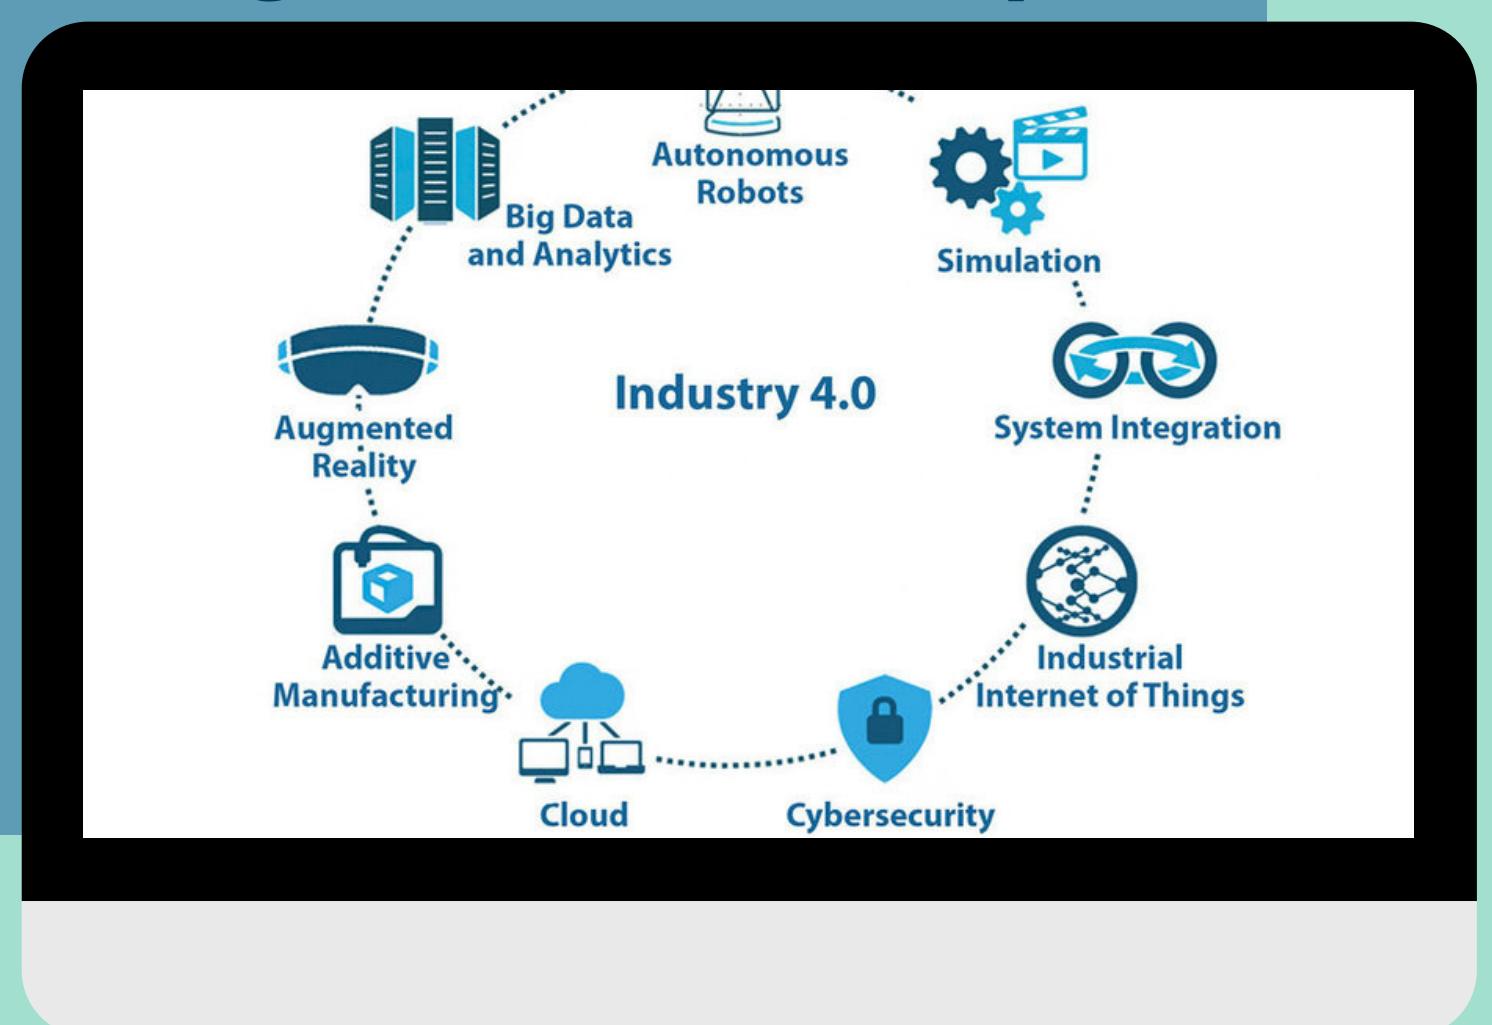 Autonomous
Robots
Big Data
and Analytics
Simulation
Industry 4.0
Augmented
Reality
System Integration
Additive
Manufacturing
Industrial
Internet of Things
Cloud
Cybersecurity